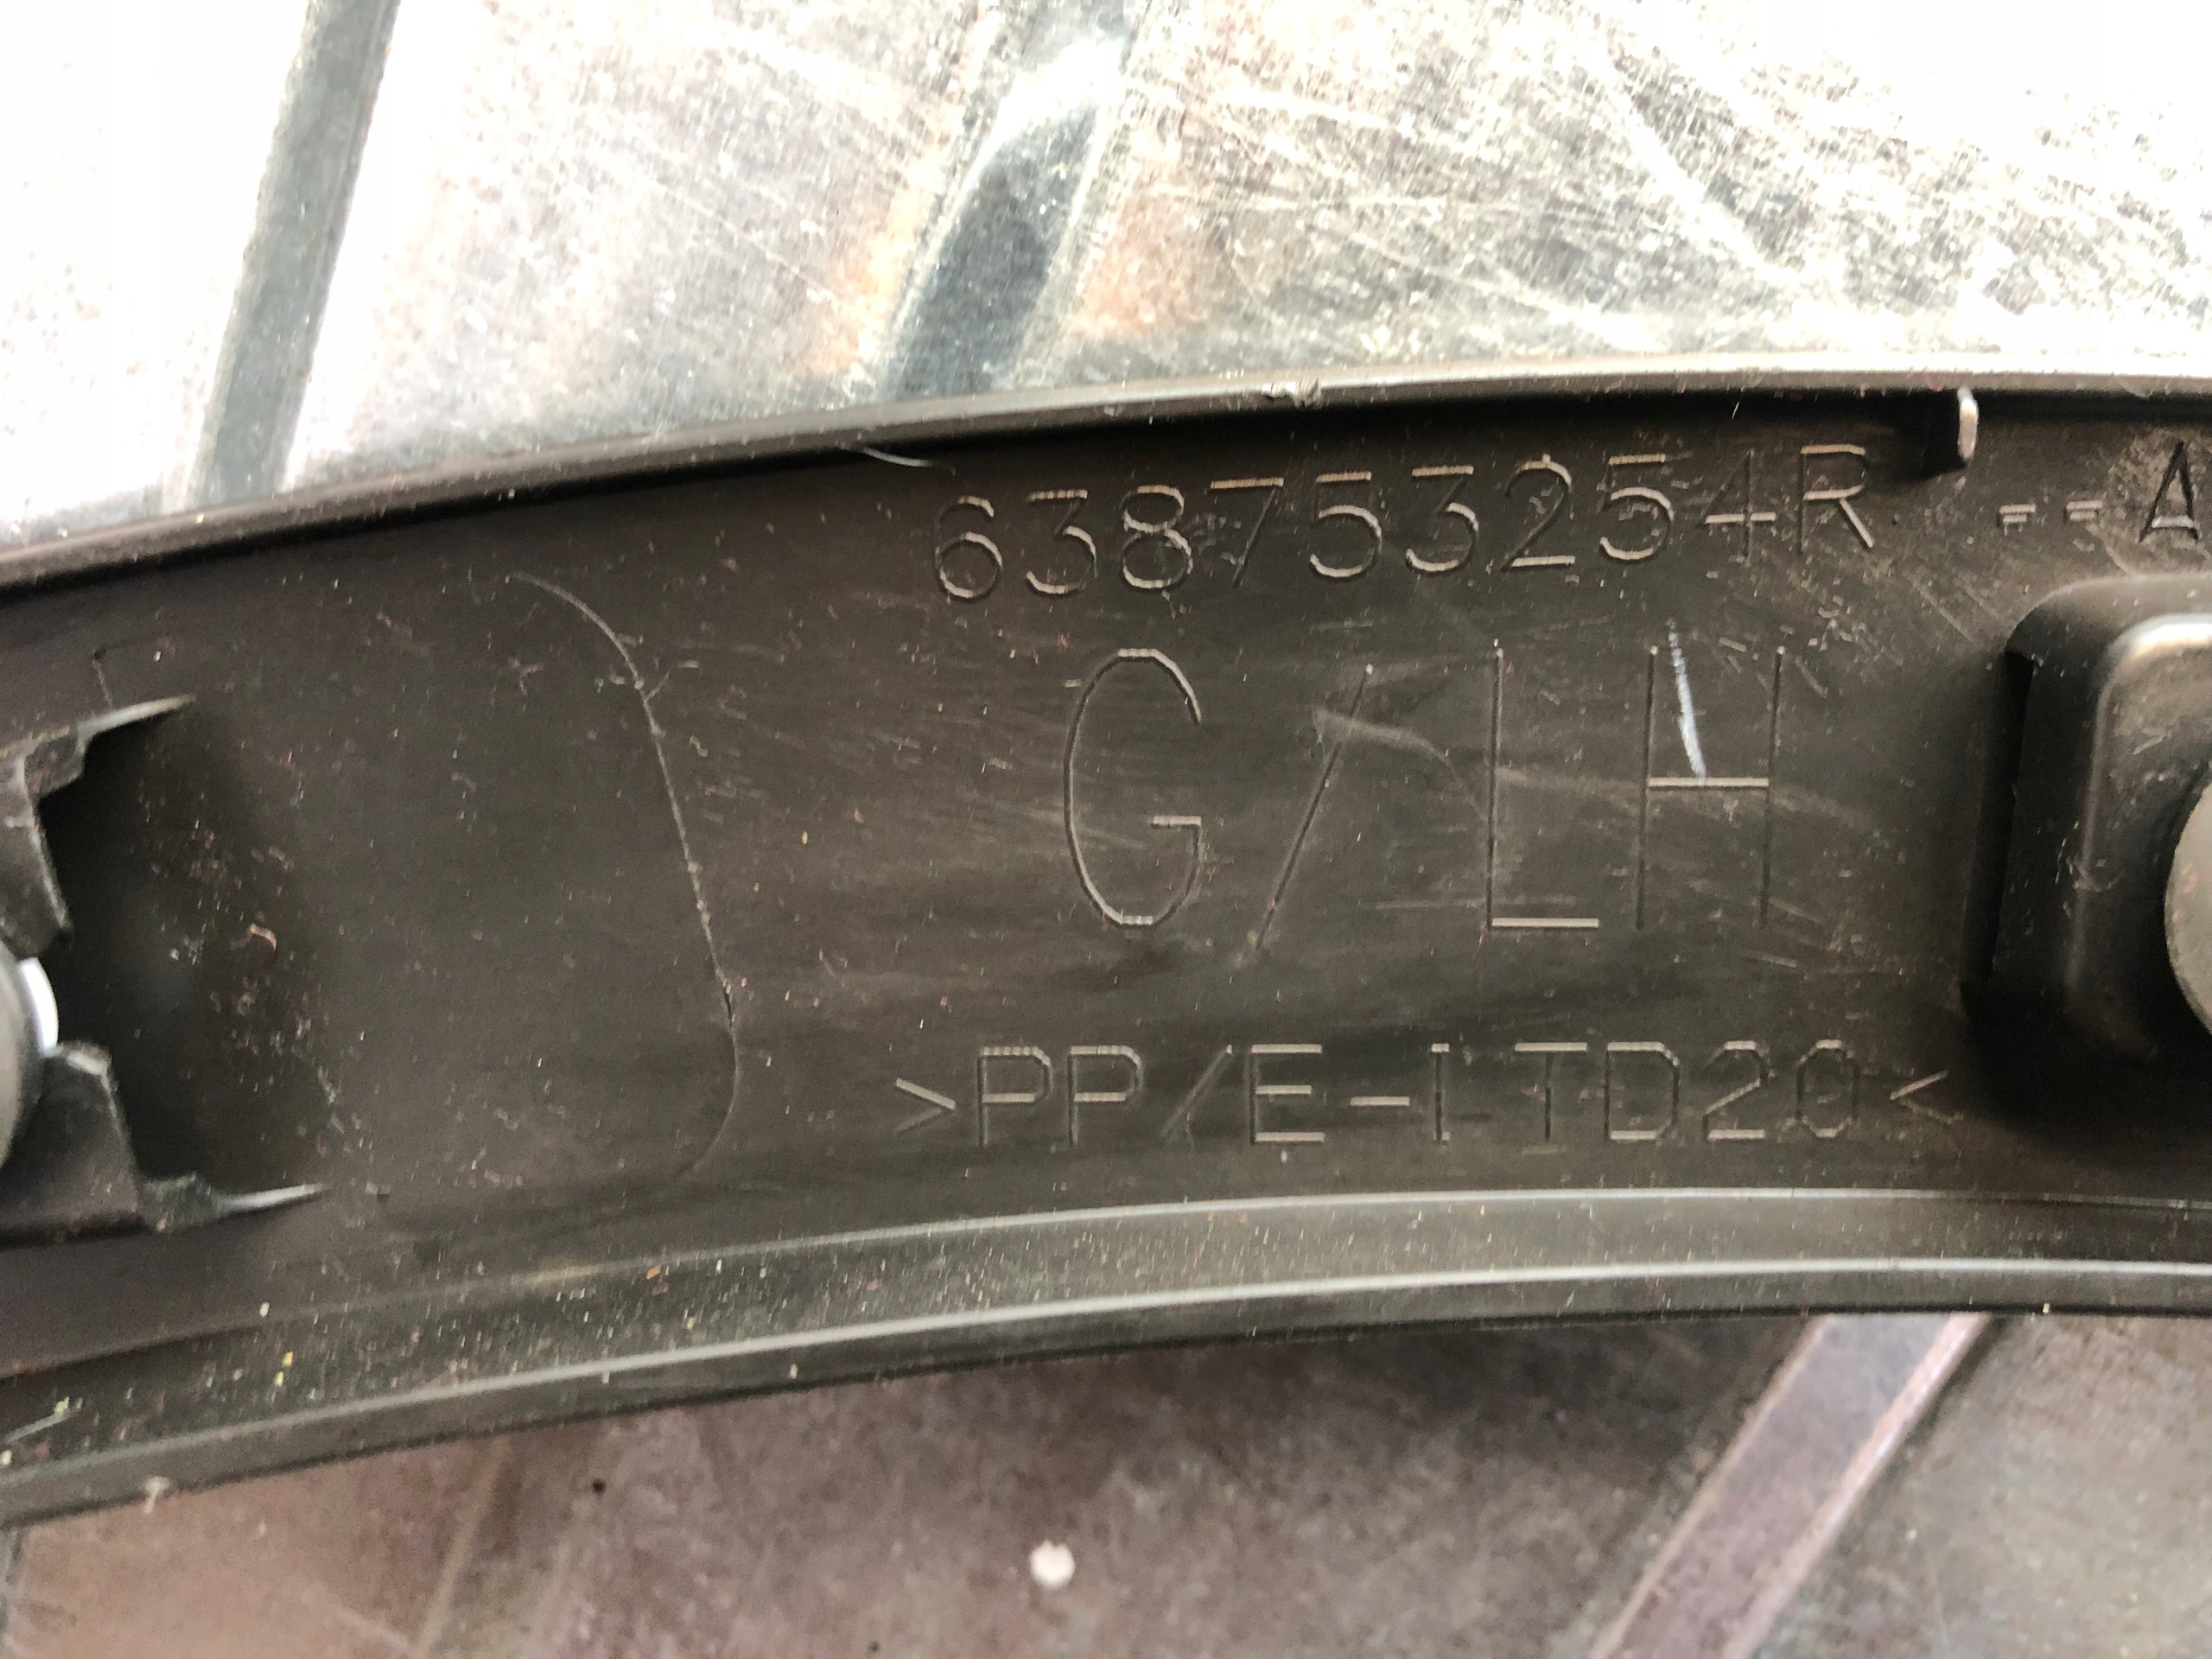 638753254R --A
G/LH
>PP/E-I-TD20<